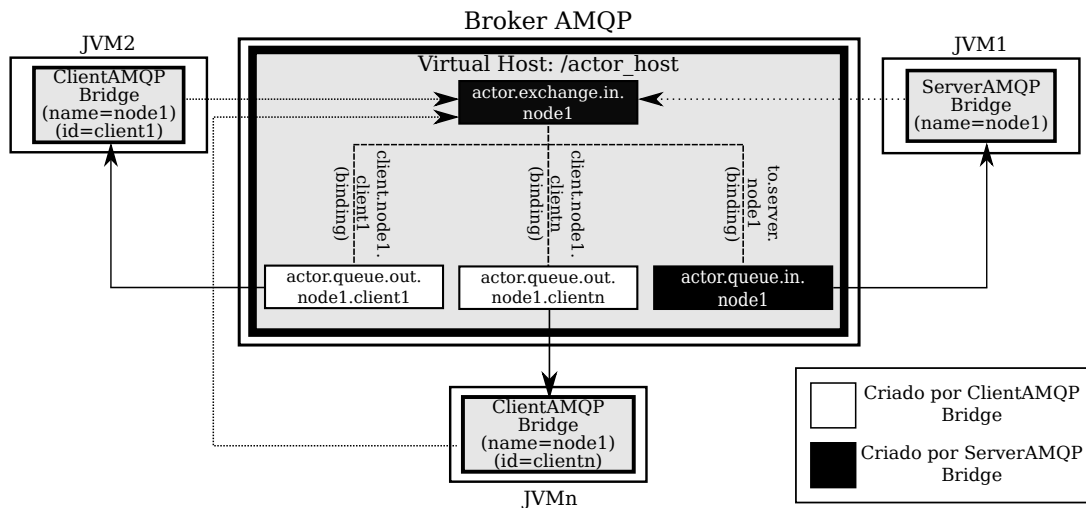 Broker AMQP
JVM2
JVM1
Virtual Host: /actor_host
ClientAMQP
Bridge
(name=node1)
(id=client1)
actor.exchange.in.
node1
ServerAMQP
Bridge
(name=node1)
client.node1.
client1
(binding)
client.node1.
clientn
(binding)
to.server.
node1
(binding)
actor.queue.out.
node1.client1
actor.queue.out.
node1.clientn
actor.queue.in.
node1
ClientAMQP
Bridge
(name=node1)
(id=clientn)
JVMn
Criado por ClientAMQP
Bridge
Criado por ServerAMQP
Bridge